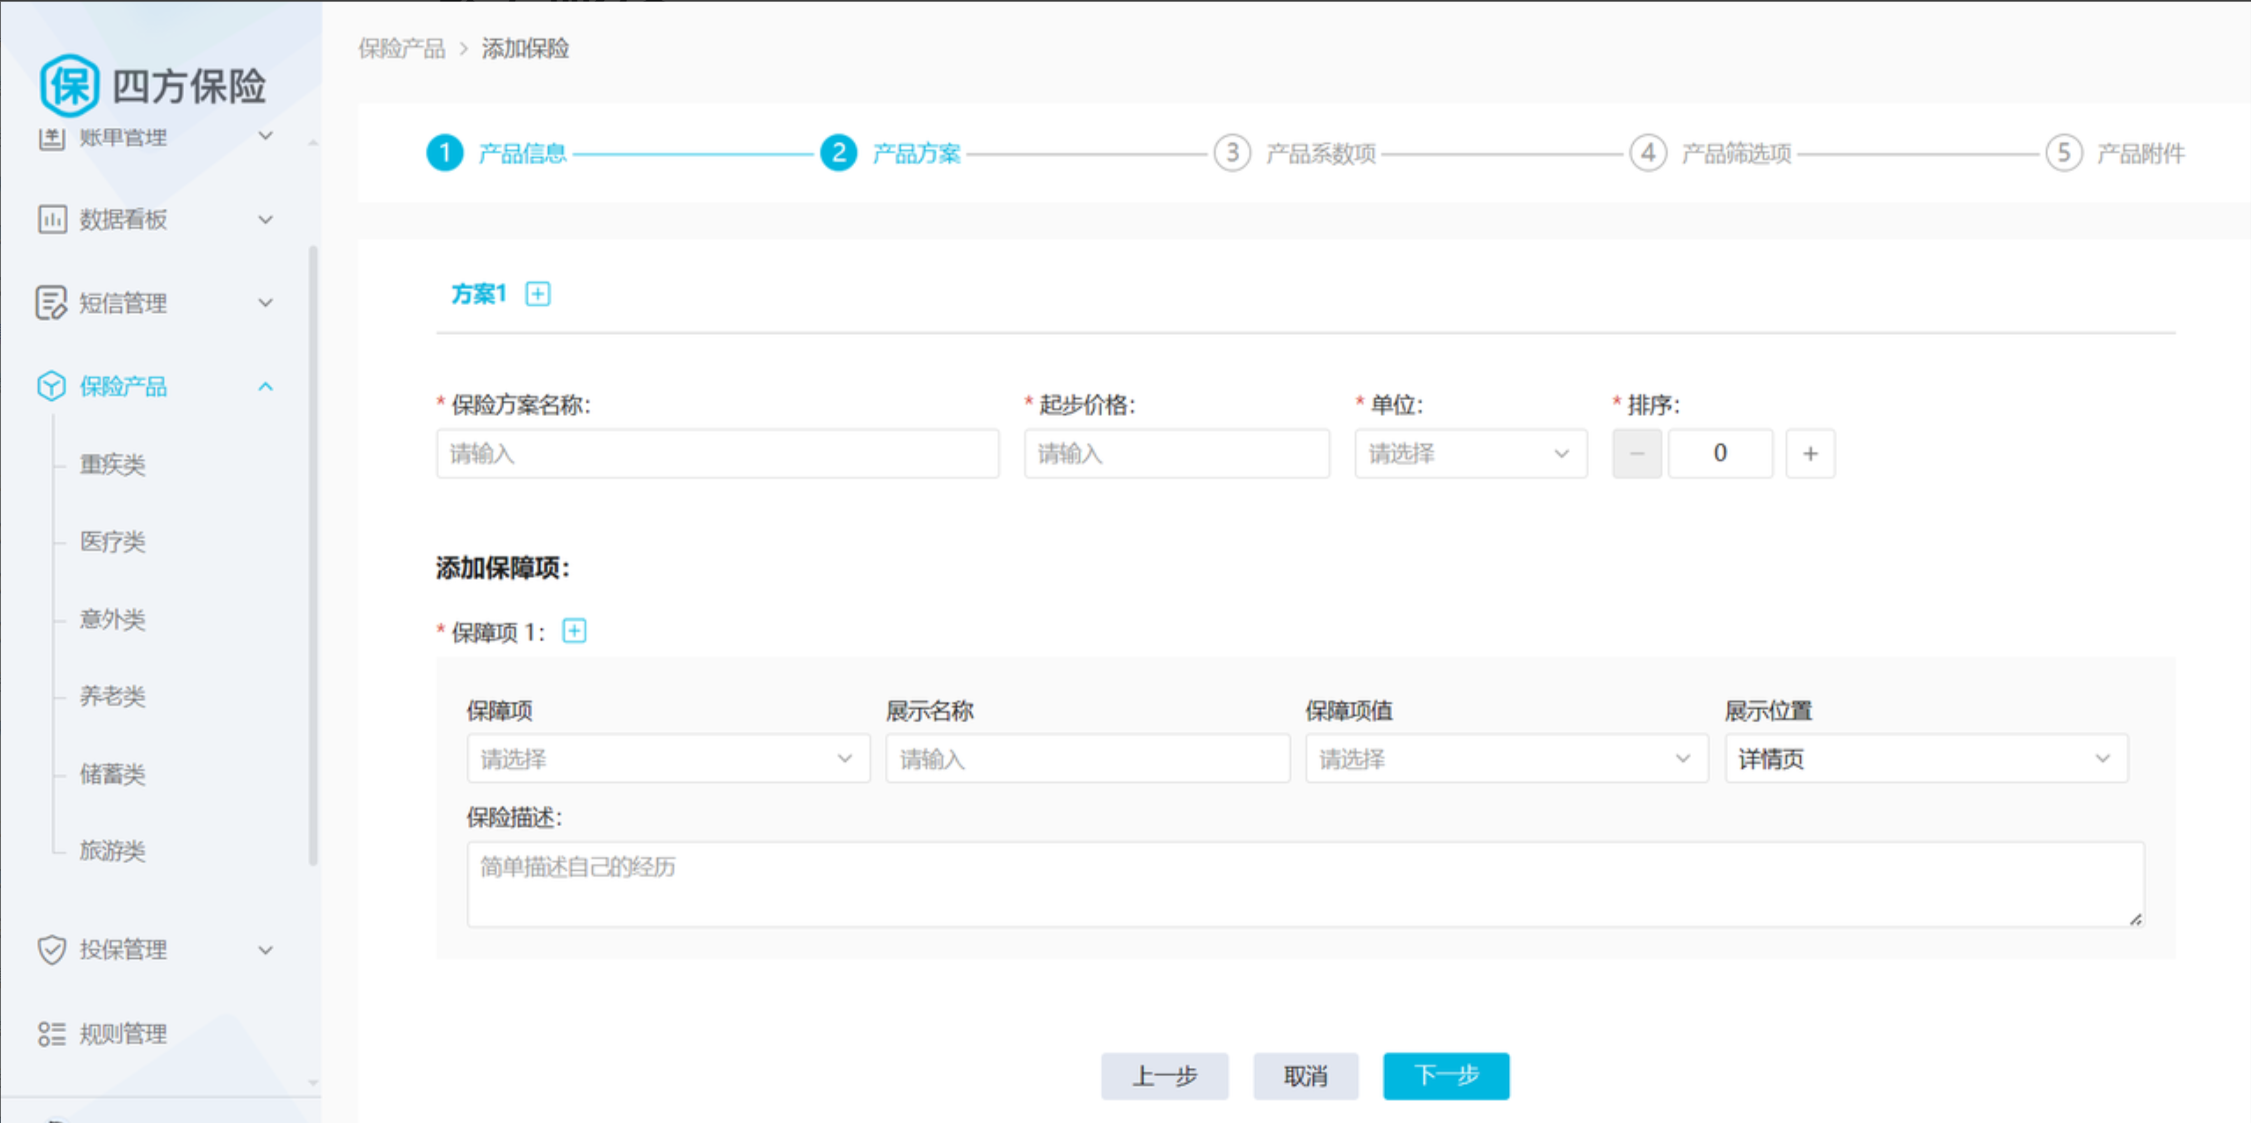 保险产品 > 添加保险
保 四方保险
账单管理
数据看板
短信管理
保险产品
重疾类
医疗类
意外类
养老类
储蓄类
旅游类
投保管理
规则管理
1 产品信息 2 产品方案 3 产品系数项 4 产品筛选项 5 产品附件
方案1
* 保险方案名称: * 起步价格: * 单位: * 排序:
请输入 请输入 请选择 − 0 +
添加保障项:
* 保障项 1:
保障项 展示名称 保障项值 展示位置
请选择 请输入 请选择 详情页
保险描述:
简单描述自己的经历
上一步 取消 下一步